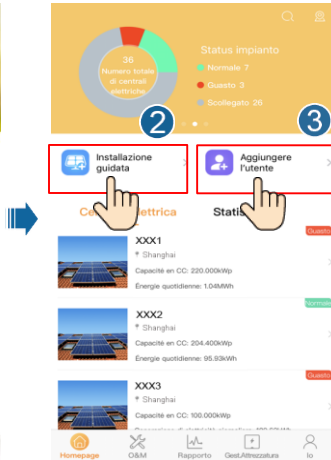 36
Numero totale
di centrali
elettriche
Status impianto
Normale 7
Guasto 3
Scollegato 26
2
3
Installazione
guidata
Aggiungere
l'utente
Guasto
XXX1
Shanghai
Capacité en CC: 220.000kWp
Énergie quotidienne: 1.04MWh
Normale
XXX2
Shanghai
Capacité en CC: 204.400kWp
Énergie quotidienne: 95.93kWh
Guasto
XXX3
Shanghai
Capacité en CC: 100.000kWp
Homepage
O&M
Rapporto
Gest.Attrezzatura
Io